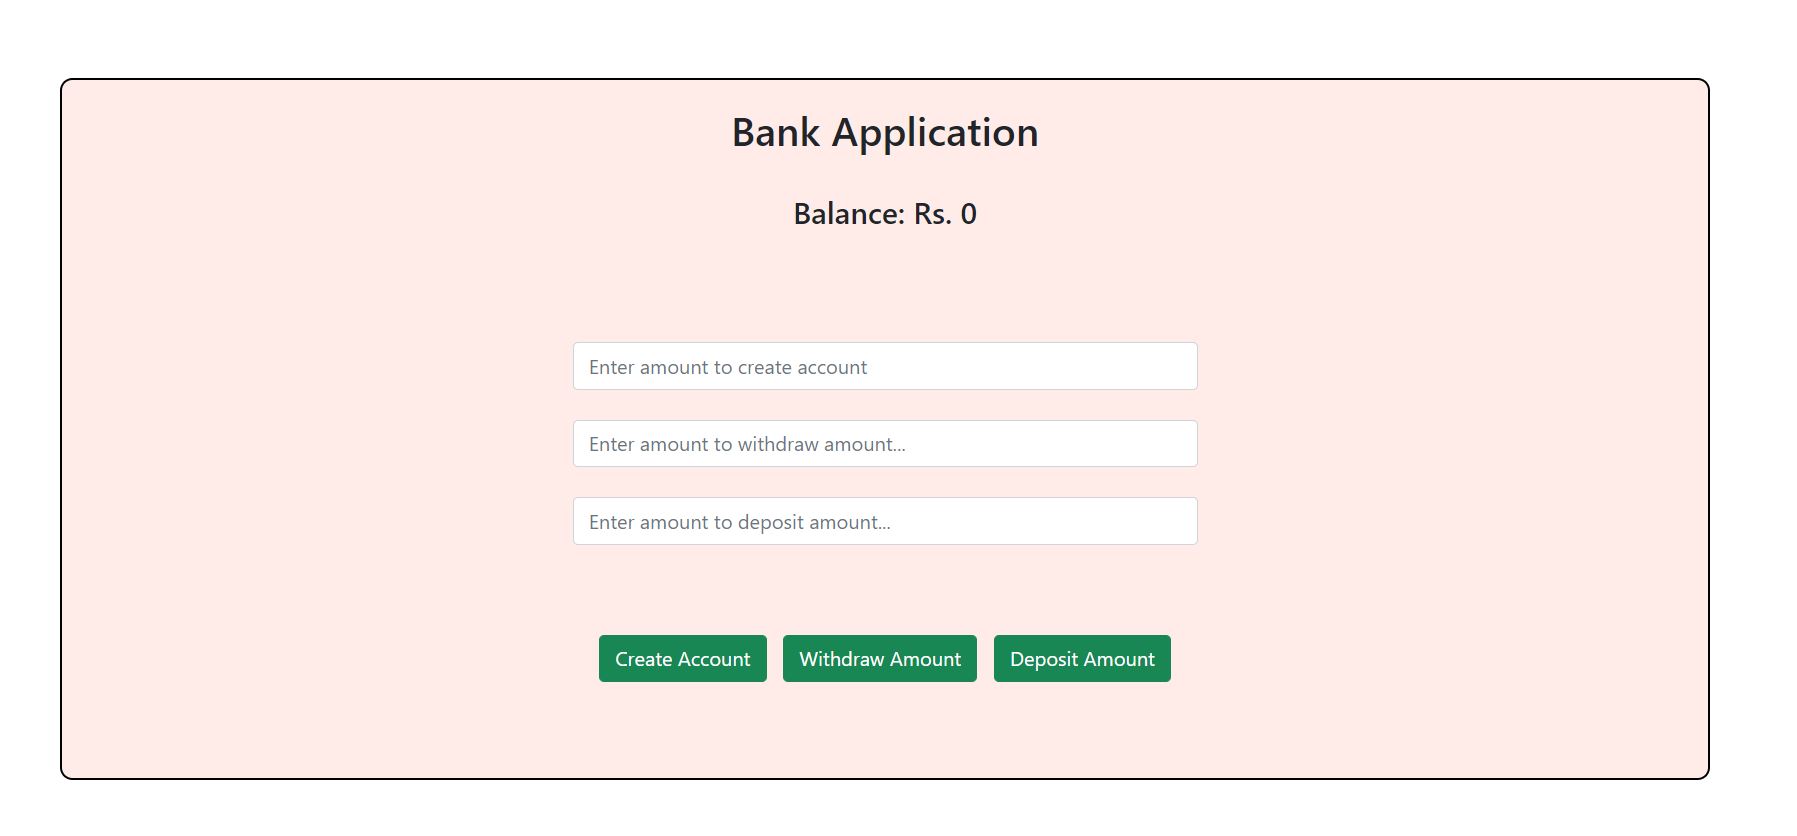 Bank Application
Balance: Rs. 0
Enter amount to create account
Enter amount to withdraw amount...
Enter amount to deposit amount...
Create Account Withdraw Amount Deposit Amount